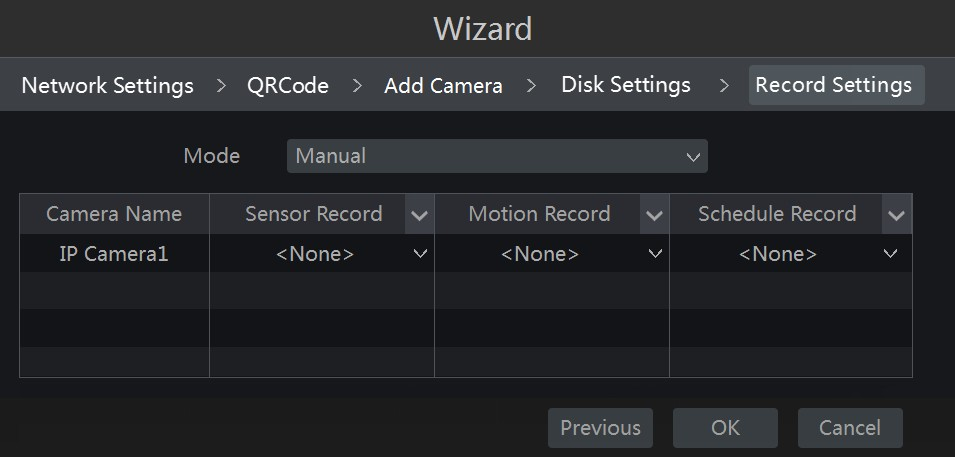 Wizard
Network Settings > QRCode > Add Camera > Disk Settings > Record Settings
Mode Manual
Camera Name Sensor Record Motion Record Schedule Record
IP Camera1 <None> <None> <None>
Previous OK Cancel